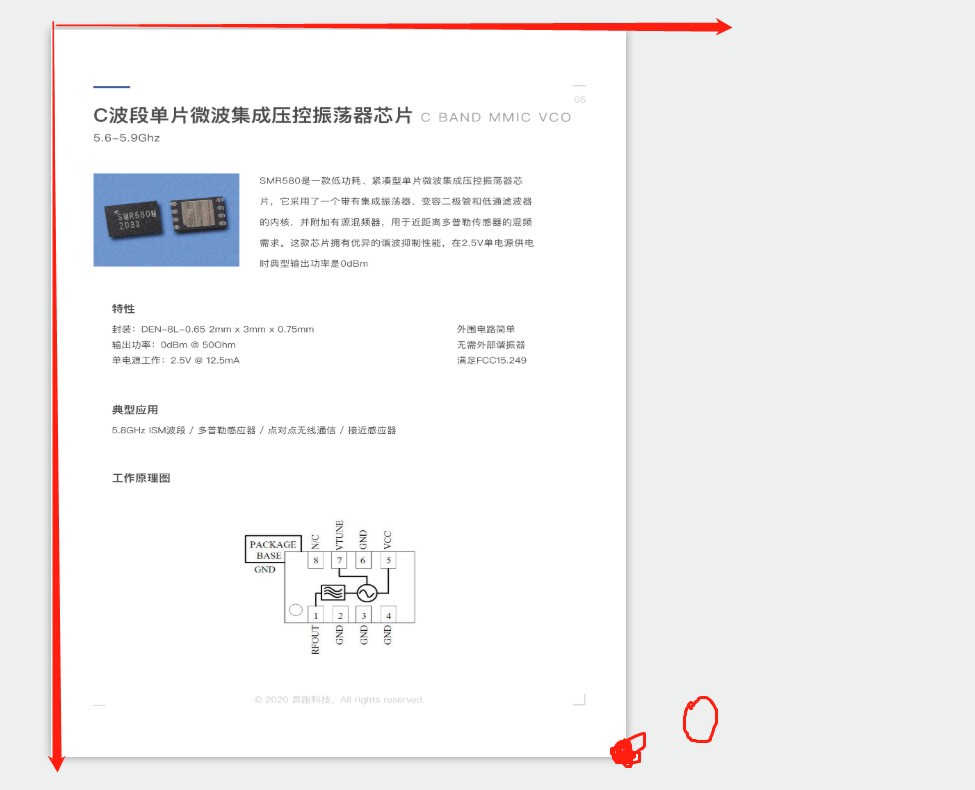 05
C波段单片微波集成压控振荡器芯片 C BAND MMIC VCO
5.6-5.9Ghz
SMR580M
2033
SMR580是一款低功耗、紧凑型单片微波集成压控振荡器芯
片，它采用了一个带有集成振荡器、变容二极管和低通滤波器
的内核，并附加有源混频器，用于近距离多普勒传感器的混频
需求。这款芯片拥有优异的谐波抑制性能，在2.5V单电源供电
时典型输出功率是0dBm
特性
封装：DEN-8L-0.65 2mm x 3mm x 0.75mm
外围电路简单
输出功率：0dBm @ 50Ohm
无需外部谐振器
单电源工作：2.5V @ 12.5mA
满足FCC15.249
典型应用
5.8GHz ISM波段 / 多普勒感应器 / 点对点无线通信 / 接近感应器
工作原理图
PACKAGE
BASE
GND
N/C
VTUNE
GND
VCC
8 7 6 5
1 2 3 4
RFOUT
GND
GND
GND
© 2020 奔跑科技，All rights reserved.